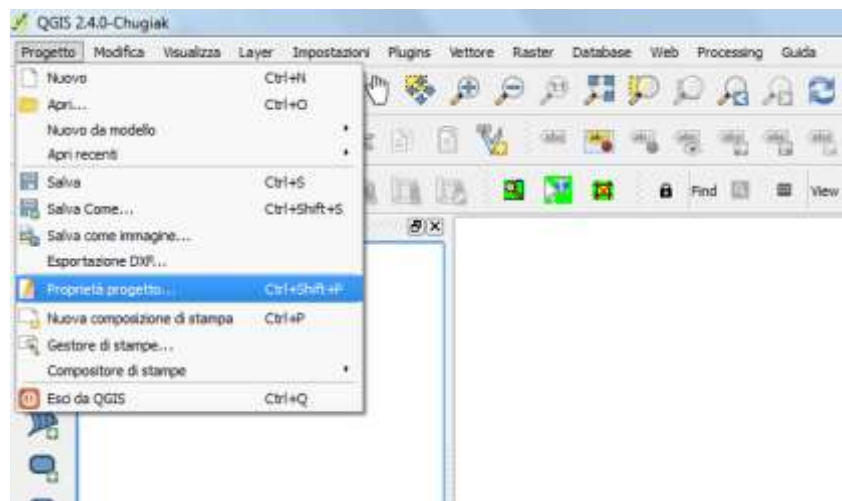 QGIS 2.4.0-Chugiak
Progetto Modifica Visualizza Layer Impostazioni Plugins Vettore Raster Database Web Processing Guida
Nuovo Ctrl+N
Apri... Ctrl+O
Nuovo da modello
Apri recenti
Salva Ctrl+S
Salva Come... Ctrl+Shift+S
Salva come immagine...
Esportazione DXF...
Proprietà progetto... Ctrl+Shift+P
Nuova composizione di stampa Ctrl+P
Gestore di stampe...
Compositore di stampe
Esci da QGIS Ctrl+Q
Find View